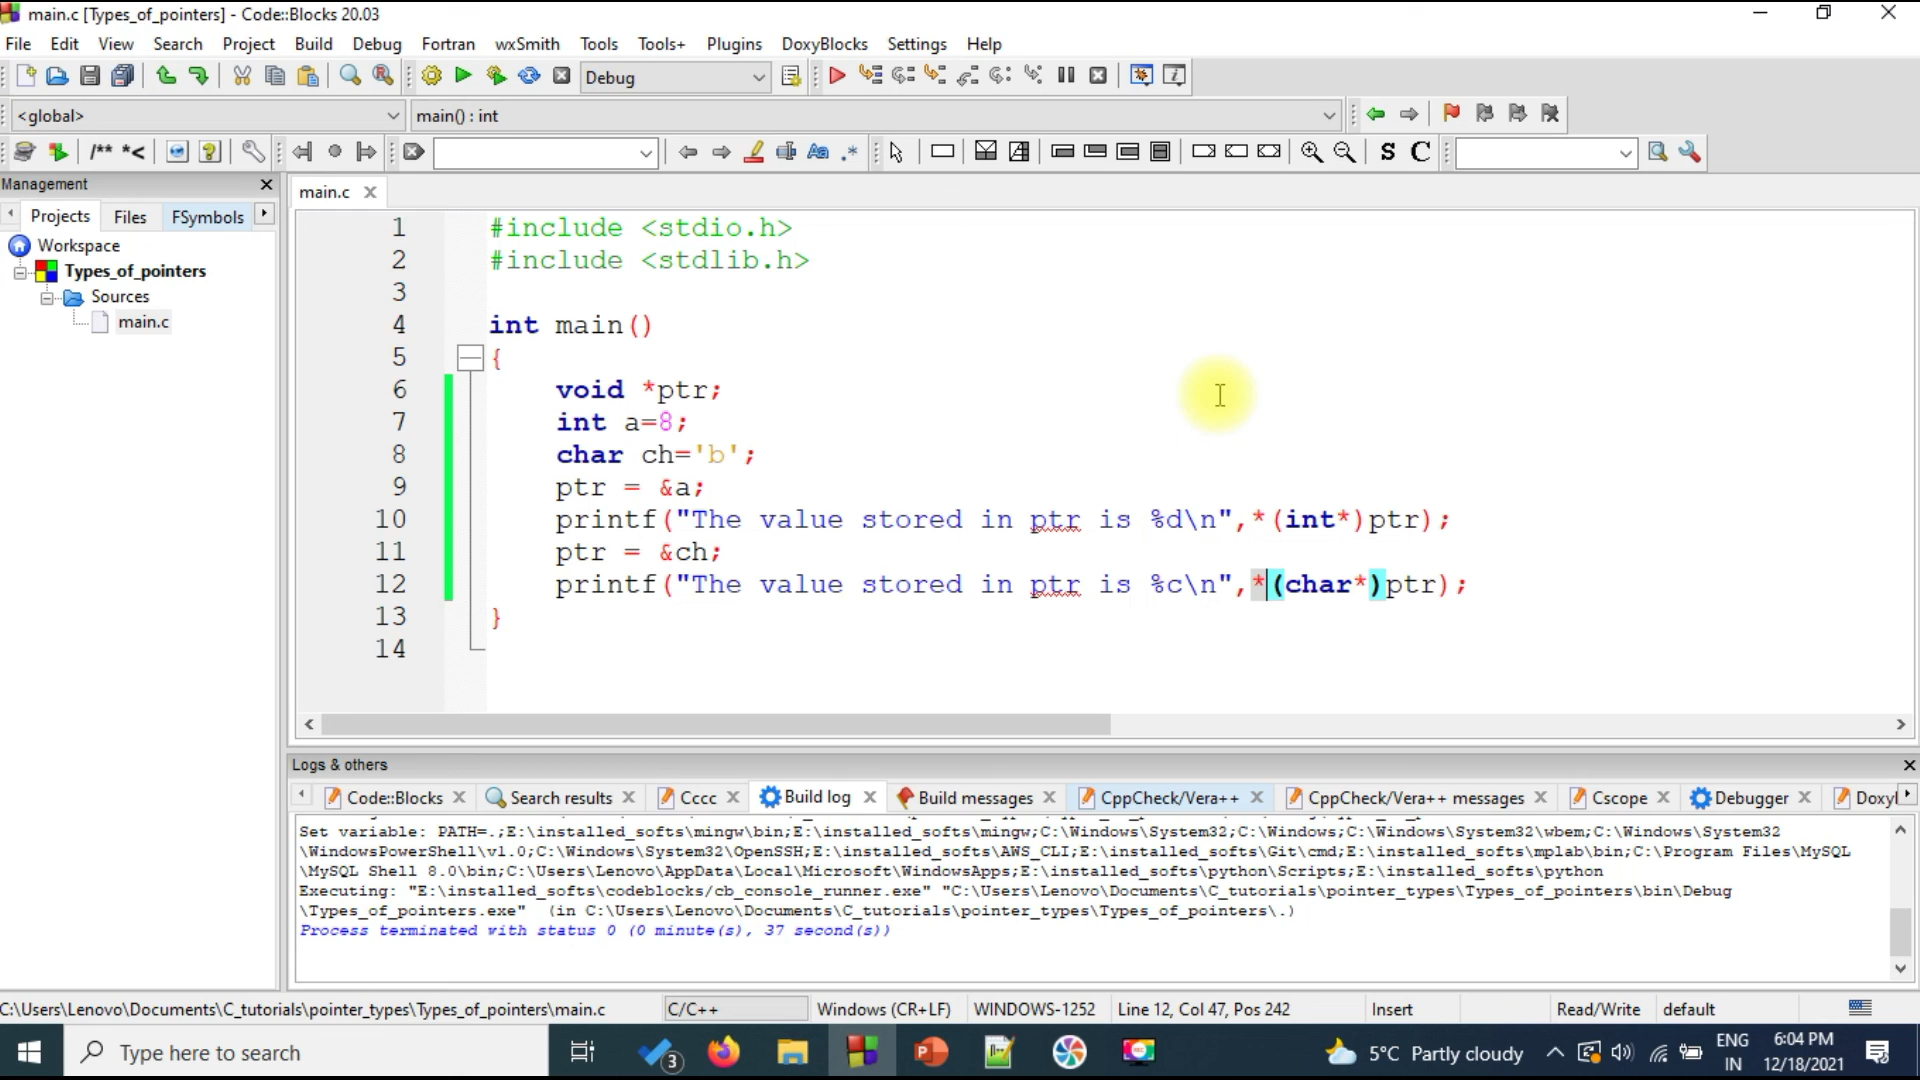 main.c [Types_of_pointers] - Code::Blocks 20.03
File Edit View Search Project Build Debug Fortran wxSmith Tools Tools+ Plugins DoxyBlocks Settings Help
Debug
<global> main() : int
/** *< Aa .* S C
Management
main.c
Projects Files FSymbols
Workspace
Types_of_pointers
Sources
main.c
1 #include <stdio.h>
2 #include <stdlib.h>
3
4 int main()
5 {
6 void *ptr;
7 int a=8;
8 char ch='b';
9 ptr = &a;
10 printf("The value stored in ptr is %d\n",*(int*)ptr);
11 ptr = &ch;
12 printf("The value stored in ptr is %c\n",*(char*)ptr);
13 }
14
Logs & others
Code::Blocks Search results Cccc Build log Build messages CppCheck/Vera++ CppCheck/Vera++ messages Cscope Debugger
Set variable: PATH=.;E:\installed_softs\mingw\bin;E:\installed_softs\mingw;C:\Windows\System32;C:\Windows;C:\Windows\System32\wbem;C:\Windows\System32
\WindowsPowerShell\v1.0;C:\Windows\System32\OpenSSH;E:\installed_softs\AWS_CLI;E:\installed_softs\Git\cmd;E:\installed_softs\mplab\bin;C:\Program Files\MySQL
\MySQL Shell 8.0\bin;C:\Users\Lenovo\AppData\Local\Microsoft\WindowsApps;E:\installed_softs\python\Scripts;E:\installed_softs\python
Executing: "E:\installed_softs\codeblocks/cb_console_runner.exe" "C:\Users\Lenovo\Documents\C_tutorials\pointer_types\Types_of_pointers\bin\Debug
\Types_of_pointers.exe" (in C:\Users\Lenovo\Documents\C_tutorials\pointer_types\Types_of_pointers\.)
Process terminated with status 0 (0 minute(s), 37 second(s))
C:\Users\Lenovo\Documents\C_tutorials\pointer_types\Types_of_pointers\main.c C/C++ Windows (CR+LF) WINDOWS-1252 Line 12, Col 47, Pos 242 Insert Read/Write default
Type here to search
3
5°C Partly cloudy
ENG
IN
6:04 PM
12/18/2021